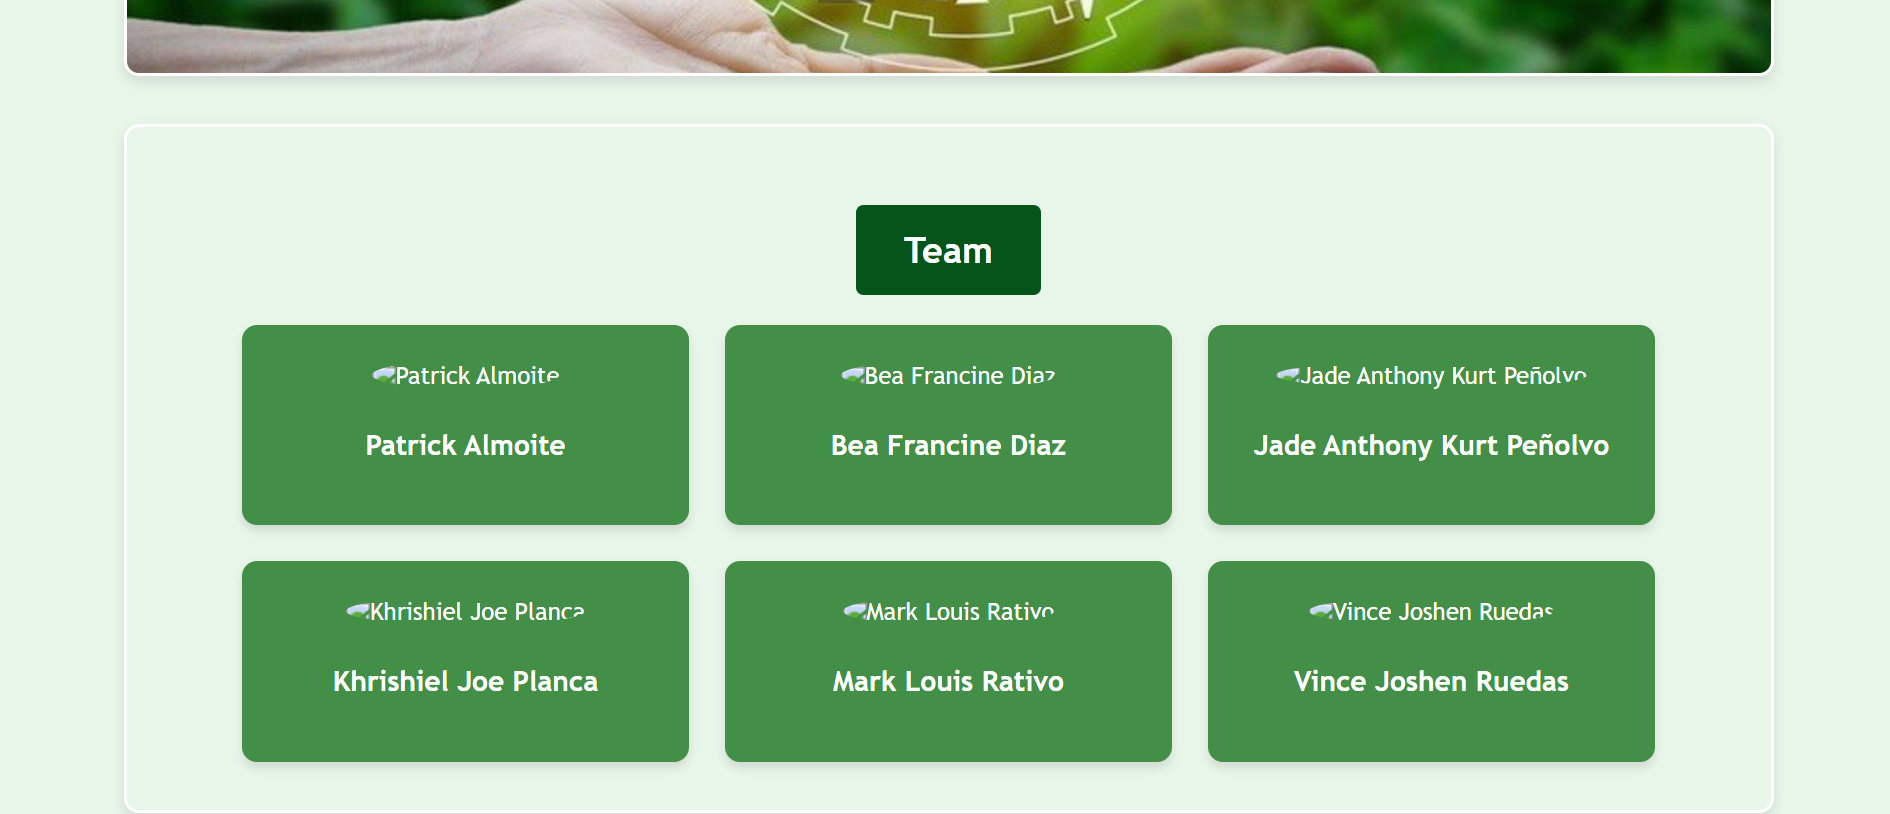 Team
Patrick Almoite
Bea Francine Diaz
Jade Anthony Kurt Peñolvo
Patrick Almoite
Bea Francine Diaz
Jade Anthony Kurt Peñolvo
Khrishiel Joe Planca
Mark Louis Rativo
Vince Joshen Ruedas
Khrishiel Joe Planca
Mark Louis Rativo
Vince Joshen Ruedas